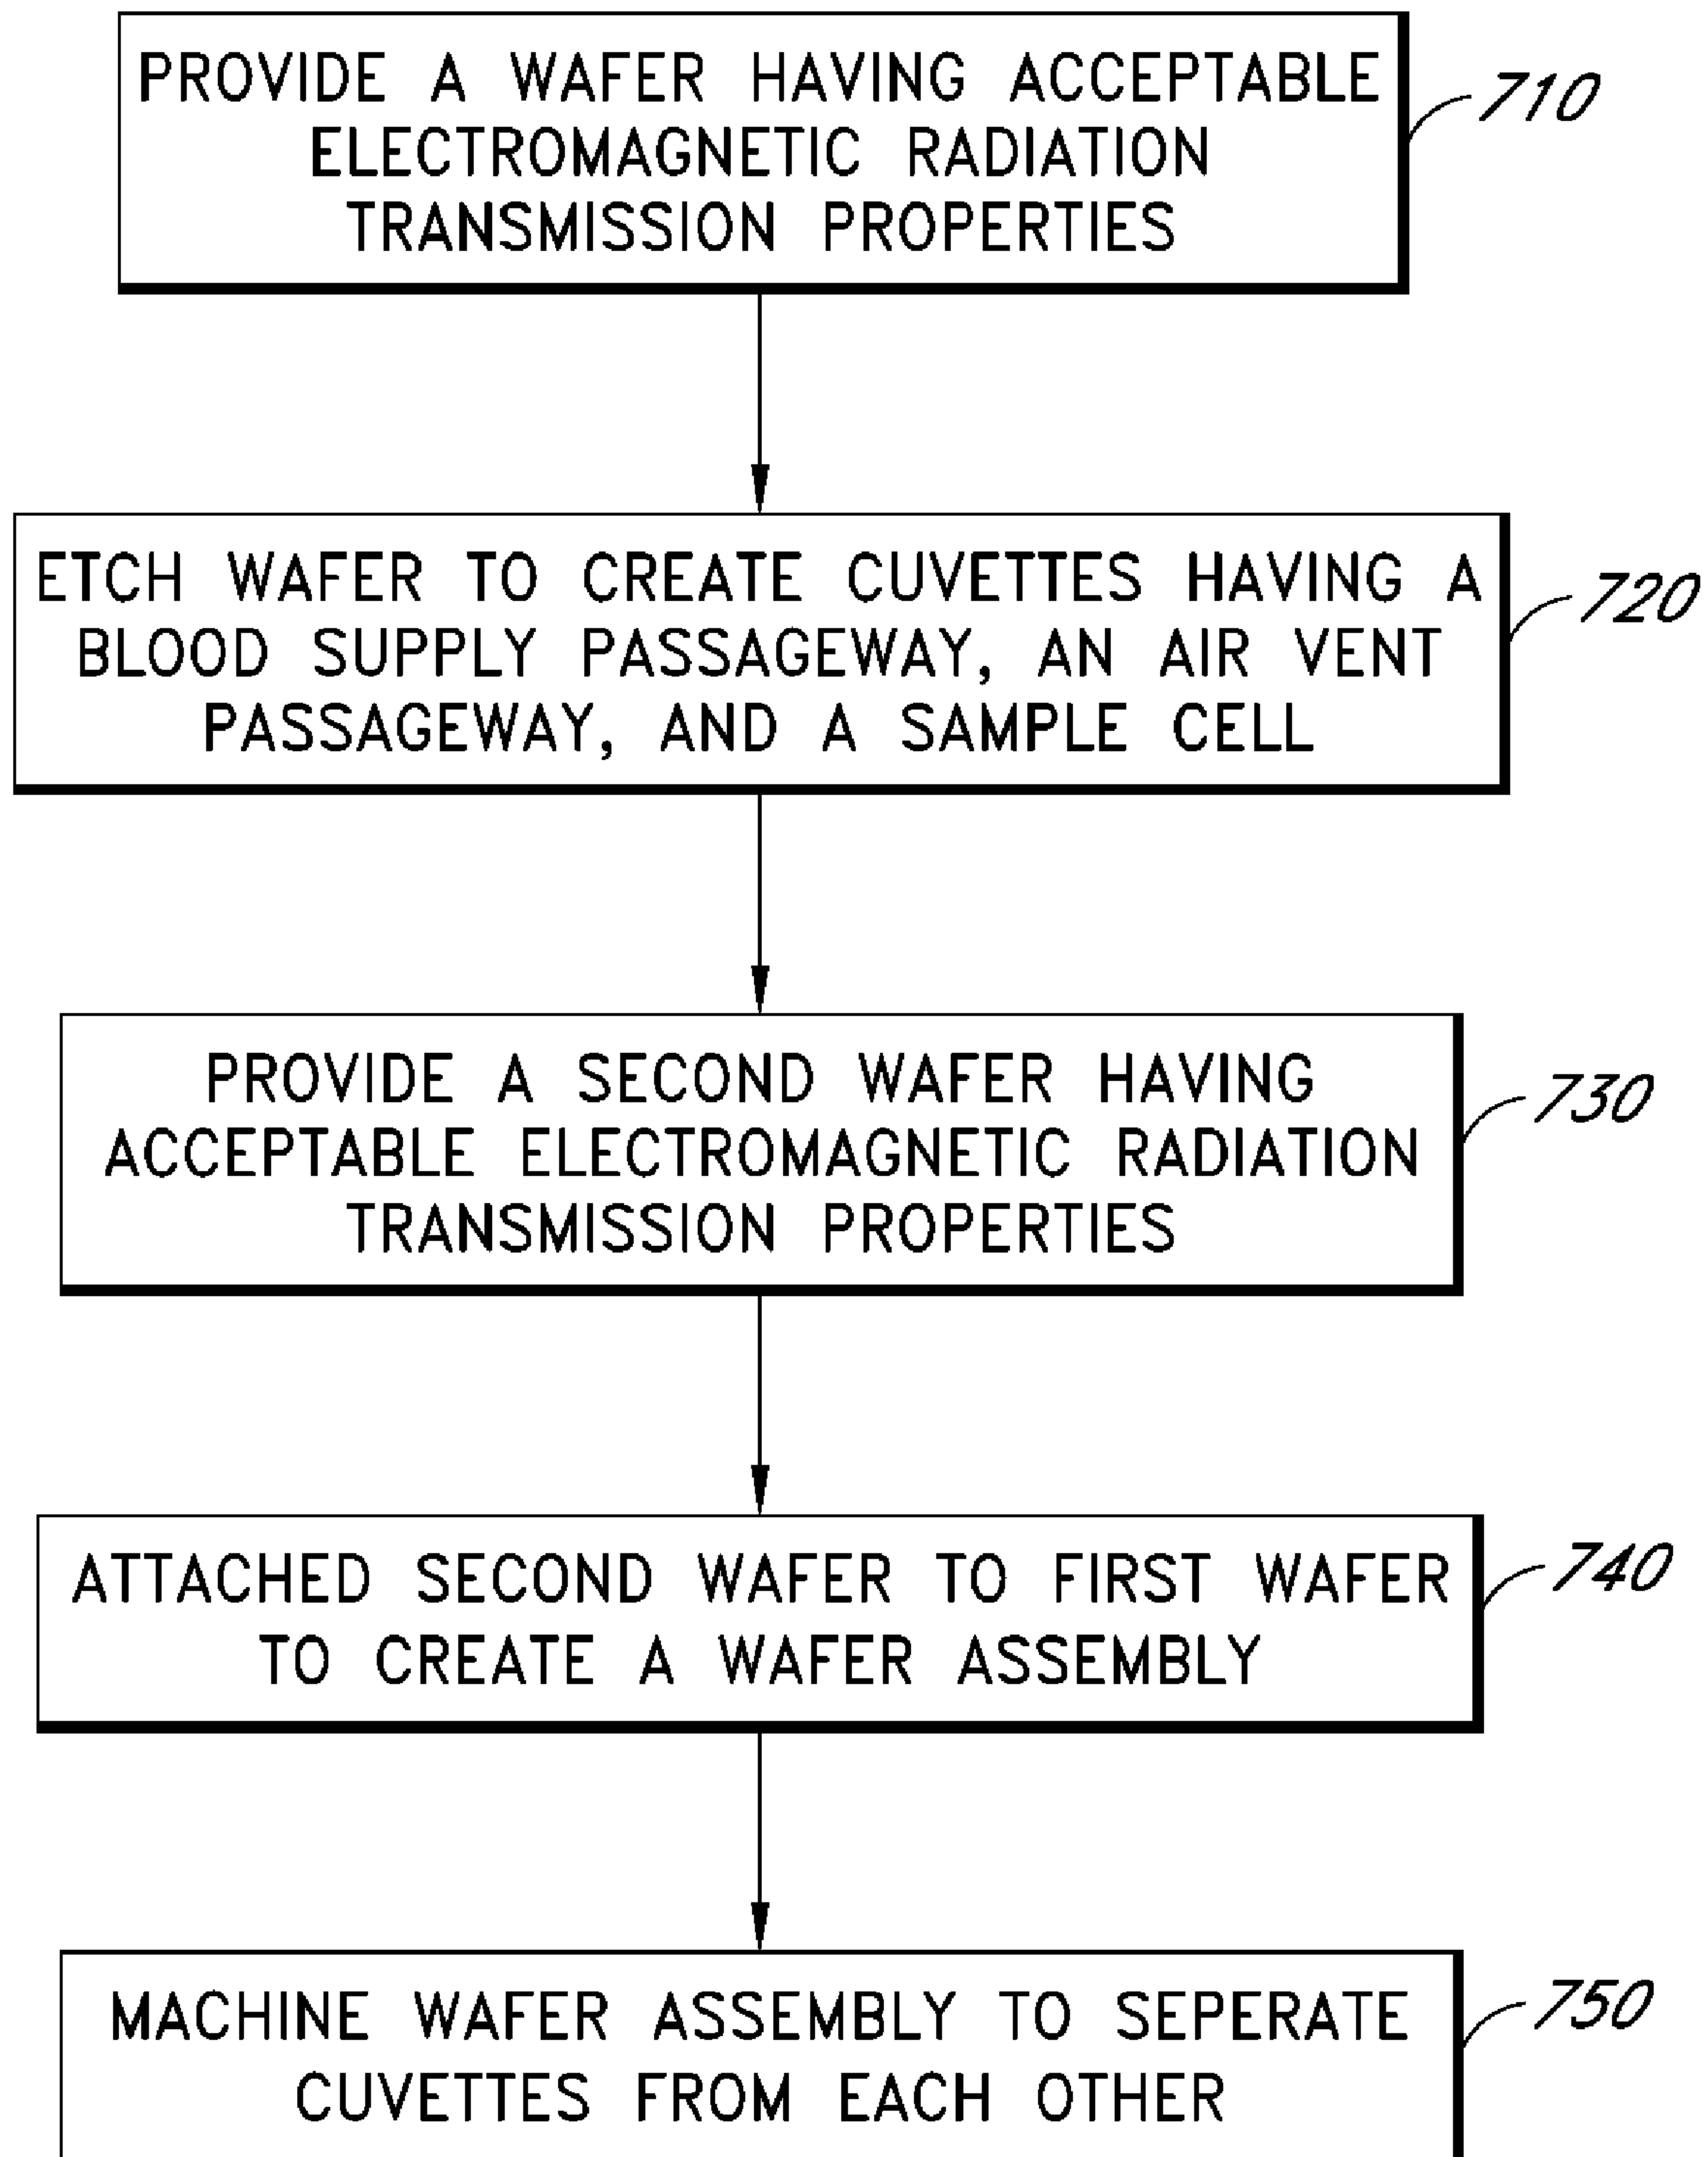 PROVIDE A WAFER HAVING ACCEPTABLE
ELECTROMAGNETIC RADIATION
TRANSMISSION PROPERTIES
710
ETCH WAFER TO CREATE CUVETTES HAVING A
BLOOD SUPPLY PASSAGEWAY, AN AIR VENT
PASSAGEWAY, AND A SAMPLE CELL
720
PROVIDE A SECOND WAFER HAVING
ACCEPTABLE ELECTROMAGNETIC RADIATION
TRANSMISSION PROPERTIES
730
ATTACHED SECOND WAFER TO FIRST WAFER
TO CREATE A WAFER ASSEMBLY
740
MACHINE WAFER ASSEMBLY TO SEPERATE
CUVETTES FROM EACH OTHER
750